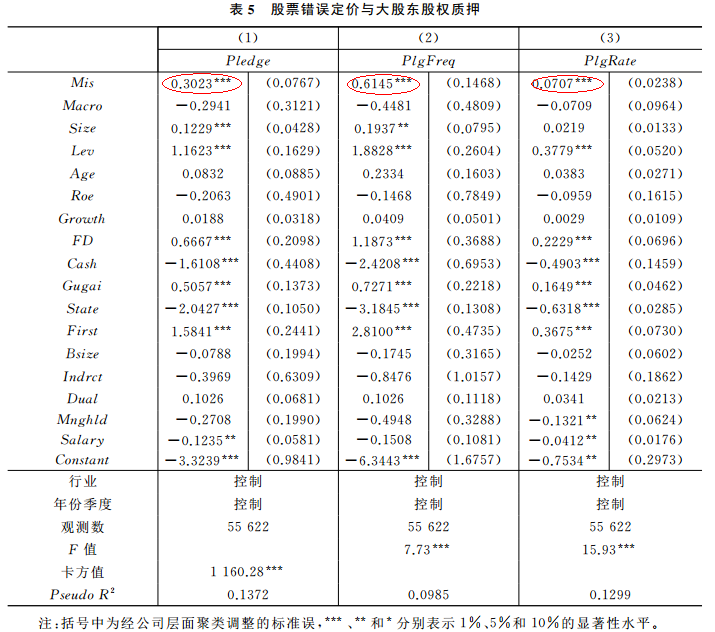 表 5 股票错误定价与大股东股权质押
(1) (2) (3)
Pledge PlgFreq PlgRate
Mis 0.3023*** (0.0767) 0.6145*** (0.1468) 0.0707*** (0.0238)
Macro －0.2941 (0.3121) －0.4481 (0.4809) －0.0709 (0.0964)
Size 0.1229*** (0.0428) 0.1937** (0.0795) 0.0219 (0.0133)
Lev 1.1623*** (0.1629) 1.8828*** (0.2604) 0.3779*** (0.0520)
Age 0.0832 (0.0885) 0.2334 (0.1603) 0.0383 (0.0271)
Roe －0.2063 (0.4901) －0.1468 (0.7849) －0.0959 (0.1615)
Growth 0.0188 (0.0318) 0.0409 (0.0501) 0.0029 (0.0109)
FD 0.6667*** (0.2098) 1.1873*** (0.3688) 0.2229*** (0.0696)
Cash －1.6108*** (0.4408) －2.4208*** (0.6953) －0.4903*** (0.1459)
Gugai 0.5057*** (0.1373) 0.7271*** (0.2218) 0.1649*** (0.0462)
State －2.0427*** (0.1050) －3.1845*** (0.1308) －0.6318*** (0.0285)
First 1.5841*** (0.2441) 2.8100*** (0.4735) 0.3675*** (0.0730)
Bsize －0.0788 (0.1994) －0.1745 (0.3165) －0.0252 (0.0602)
Indrct －0.3969 (0.6309) －0.8476 (1.0157) －0.1429 (0.1862)
Dual 0.1026 (0.0681) 0.1026 (0.1118) 0.0341 (0.0213)
Mnghld －0.2708 (0.1990) －0.4948 (0.3288) －0.1321** (0.0624)
Salary －0.1235** (0.0581) －0.1508 (0.1081) －0.0412** (0.0176)
Constant －3.3239*** (0.9841) －6.3443*** (1.6757) －0.7534** (0.2973)
行业 控制 控制 控制
年份季度 控制 控制 控制
观测数 55 622 55 622 55 622
F 值 7.73*** 15.93***
卡方值 1 160.28***
Pseudo R² 0.1372 0.0985 0.1299
注:括号中为经公司层面聚类调整的标准误,***、**和*分别表示 1%、5%和 10%的显著性水平。